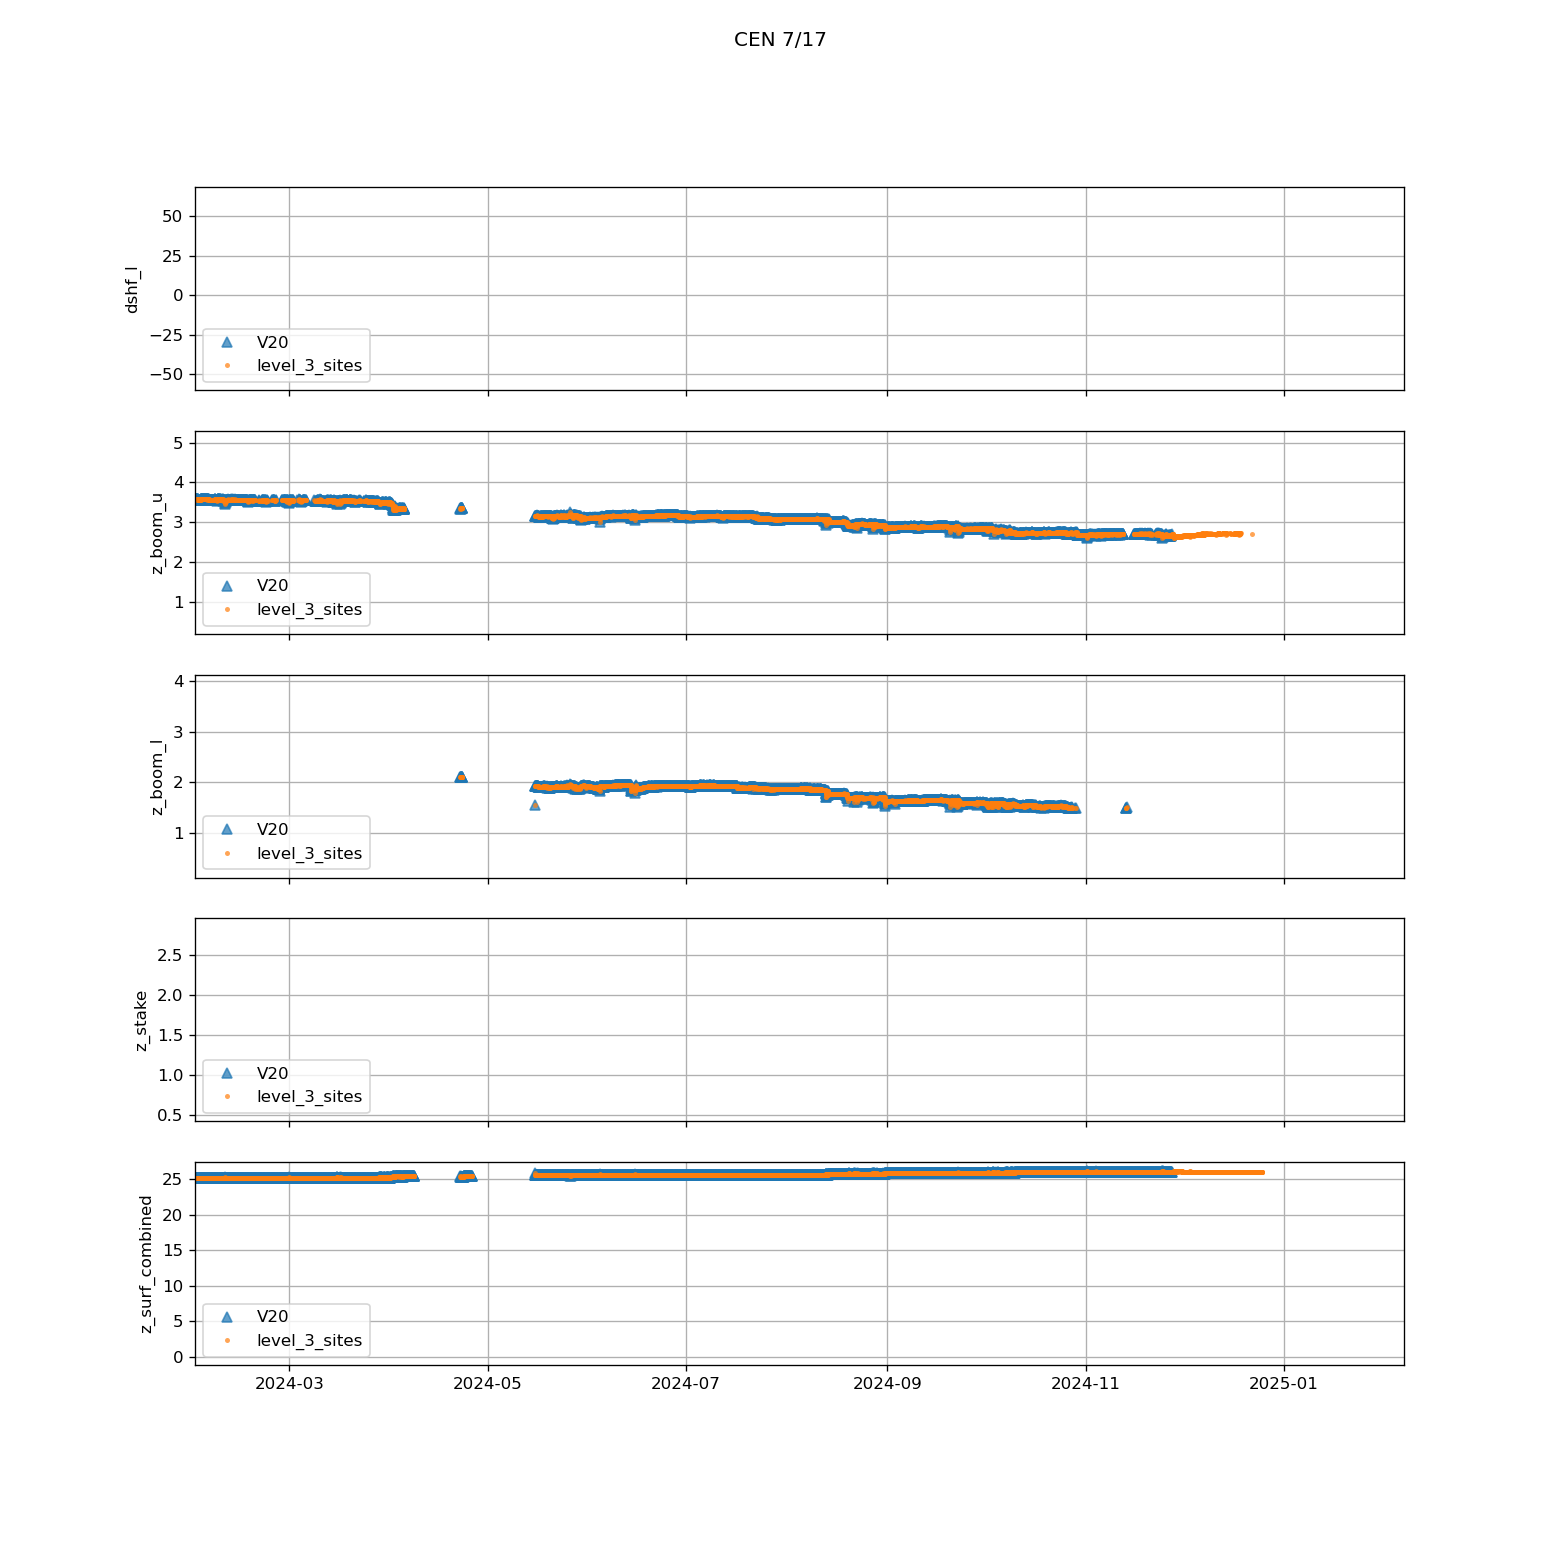 CEN 7/17
dshf_l
50
25
0
−25
−50
V20
level_3_sites
z_boom_u
5
4
3
2
1
V20
level_3_sites
z_boom_l
4
3
2
1
V20
level_3_sites
z_stake
2.5
2.0
1.5
1.0
0.5
V20
level_3_sites
z_surf_combined
25
20
15
10
5
0
V20
level_3_sites
2024-03 2024-05 2024-07 2024-09 2024-11 2025-01